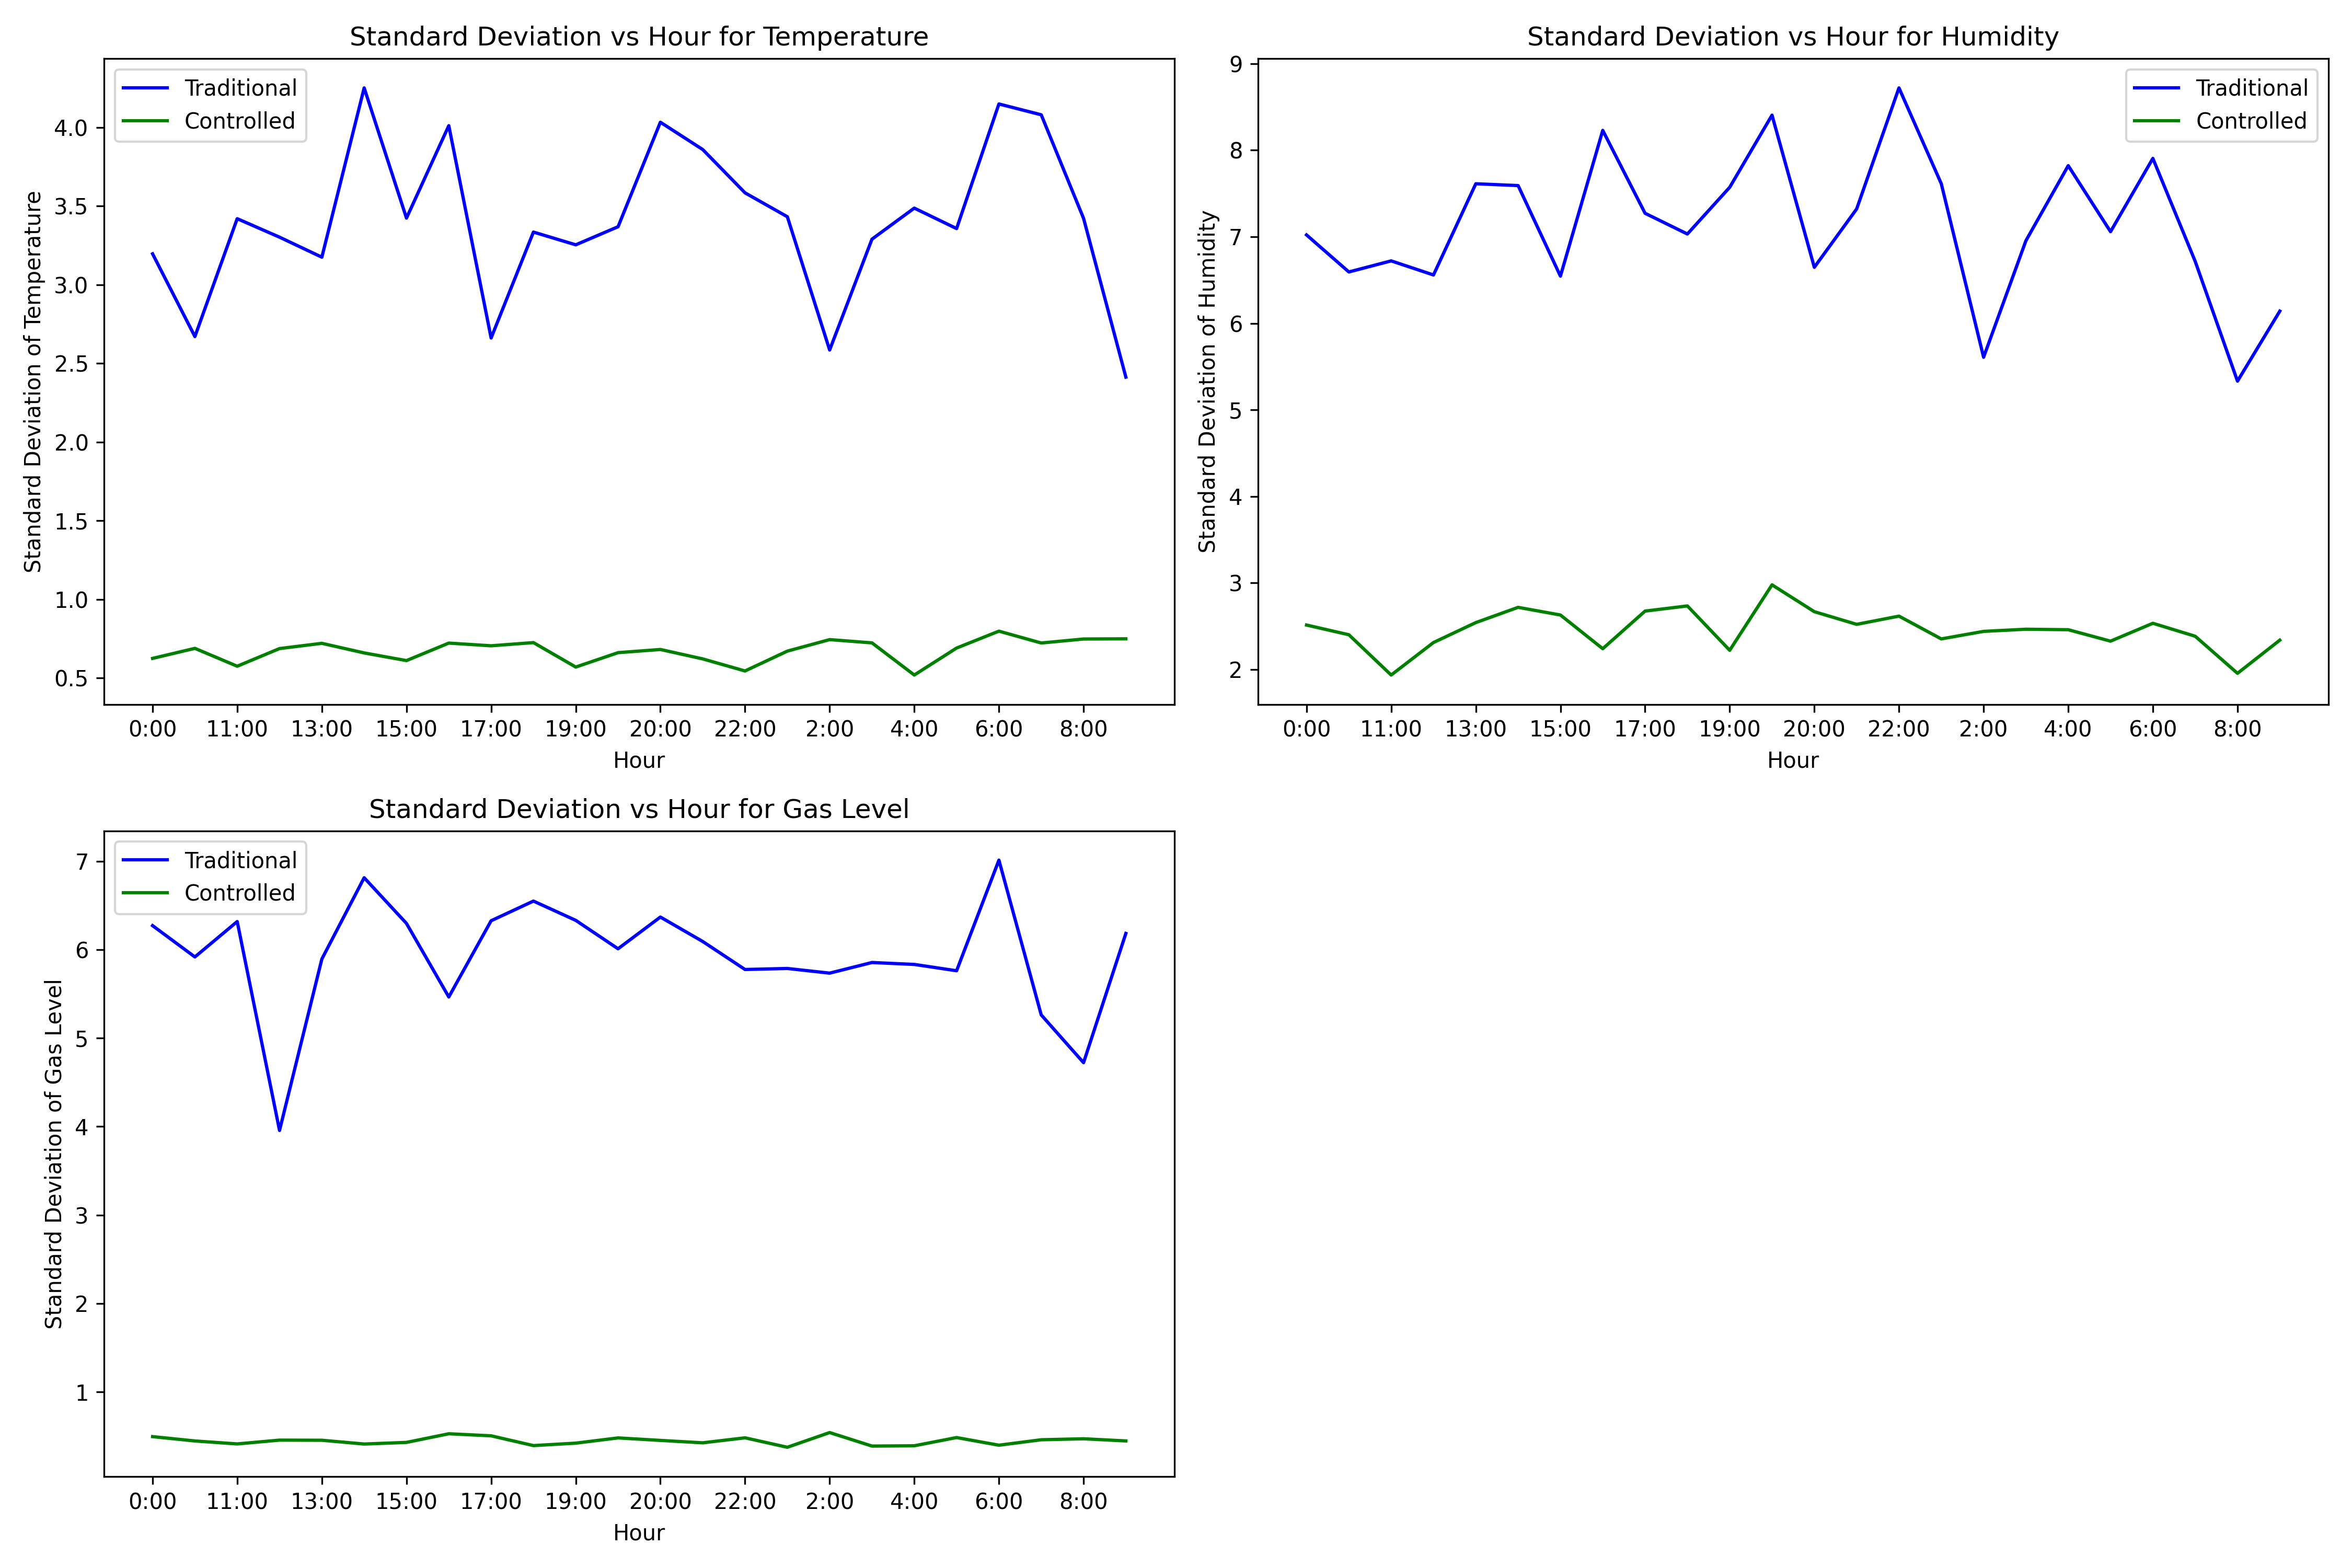 Standard Deviation vs Hour for Temperature
Traditional
Controlled
Standard Deviation of Temperature
4.0
3.5
3.0
2.5
2.0
1.5
1.0
0.5
0:00 11:00 13:00 15:00 17:00 19:00 20:00 22:00 2:00 4:00 6:00 8:00
Hour
Standard Deviation vs Hour for Humidity
Traditional
Controlled
Standard Deviation of Humidity
9
8
7
6
5
4
3
2
0:00 11:00 13:00 15:00 17:00 19:00 20:00 22:00 2:00 4:00 6:00 8:00
Hour
Standard Deviation vs Hour for Gas Level
Traditional
Controlled
Standard Deviation of Gas Level
7
6
5
4
3
2
1
0:00 11:00 13:00 15:00 17:00 19:00 20:00 22:00 2:00 4:00 6:00 8:00
Hour